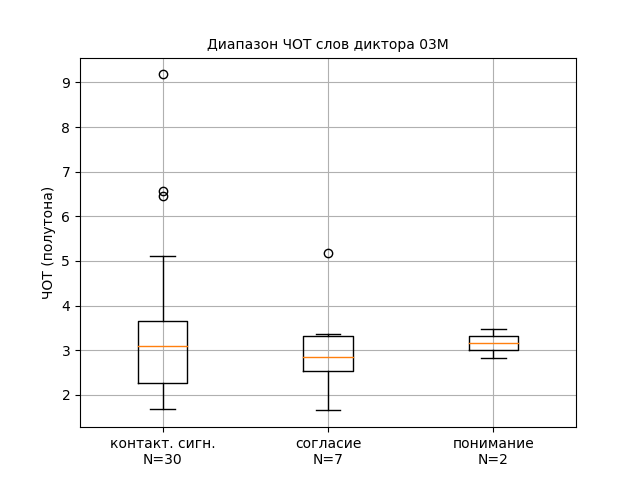 Диапазон ЧОТ слов диктора 03М
ЧОТ (полутона)
9
8
7
6
5
4
3
2
контакт. сигн.
N=30
согласие
N=7
понимание
N=2